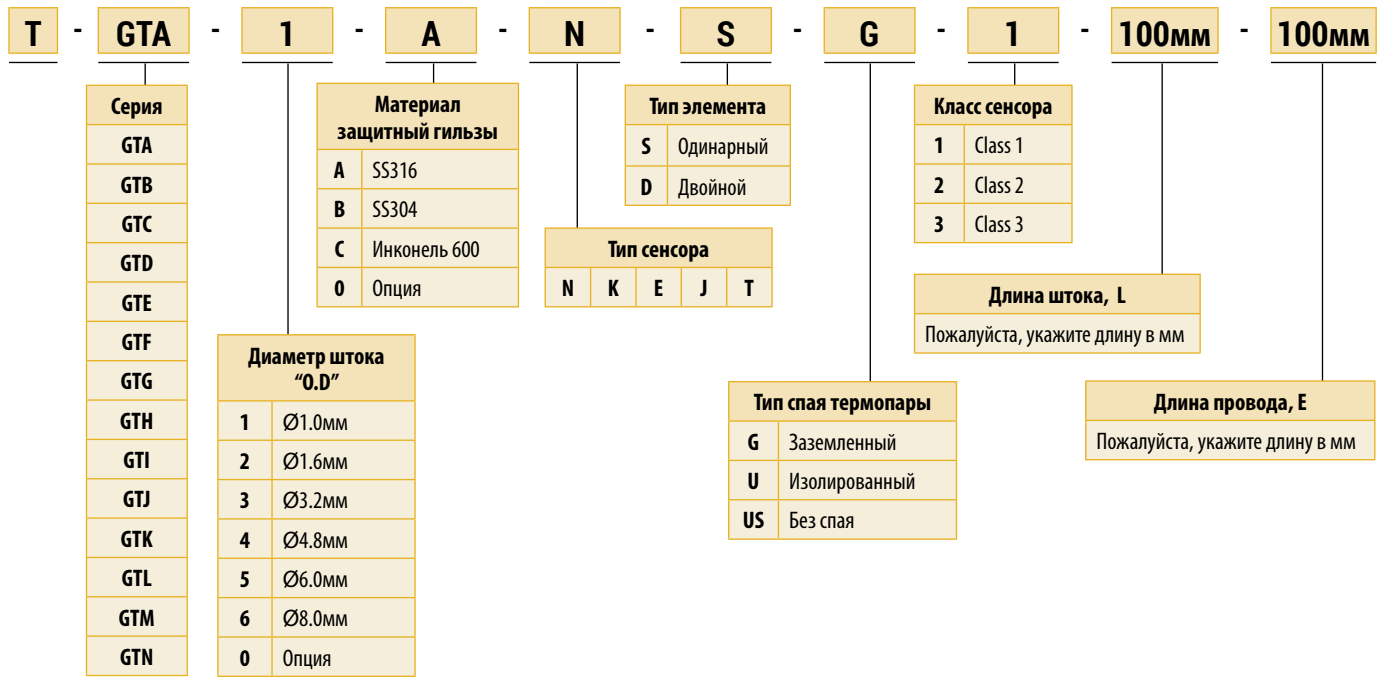 T - GTA - 1 - A - N - S - G - 1 - 100мм - 100мм
Серия
GTA
GTB
GTC
GTD
GTE
GTF
GTG
GTH
GTI
GTJ
GTK
GTL
GTM
GTN
Диаметр штока
“O.D”
1 Ø1.0мм
2 Ø1.6мм
3 Ø3.2мм
4 Ø4.8мм
5 Ø6.0мм
6 Ø8.0мм
0 Опция
Материал
защитный гильзы
A SS316
B SS304
C Инконель 600
0 Опция
Тип сенсора
N K E J T
Тип элемента
S Одинарный
D Двойной
Тип спая термопары
G Заземленный
U Изолированный
US Без спая
Класс сенсора
1 Class 1
2 Class 2
3 Class 3
Длина штока, L
Пожалуйста, укажите длину в мм
Длина провода, E
Пожалуйста, укажите длину в мм